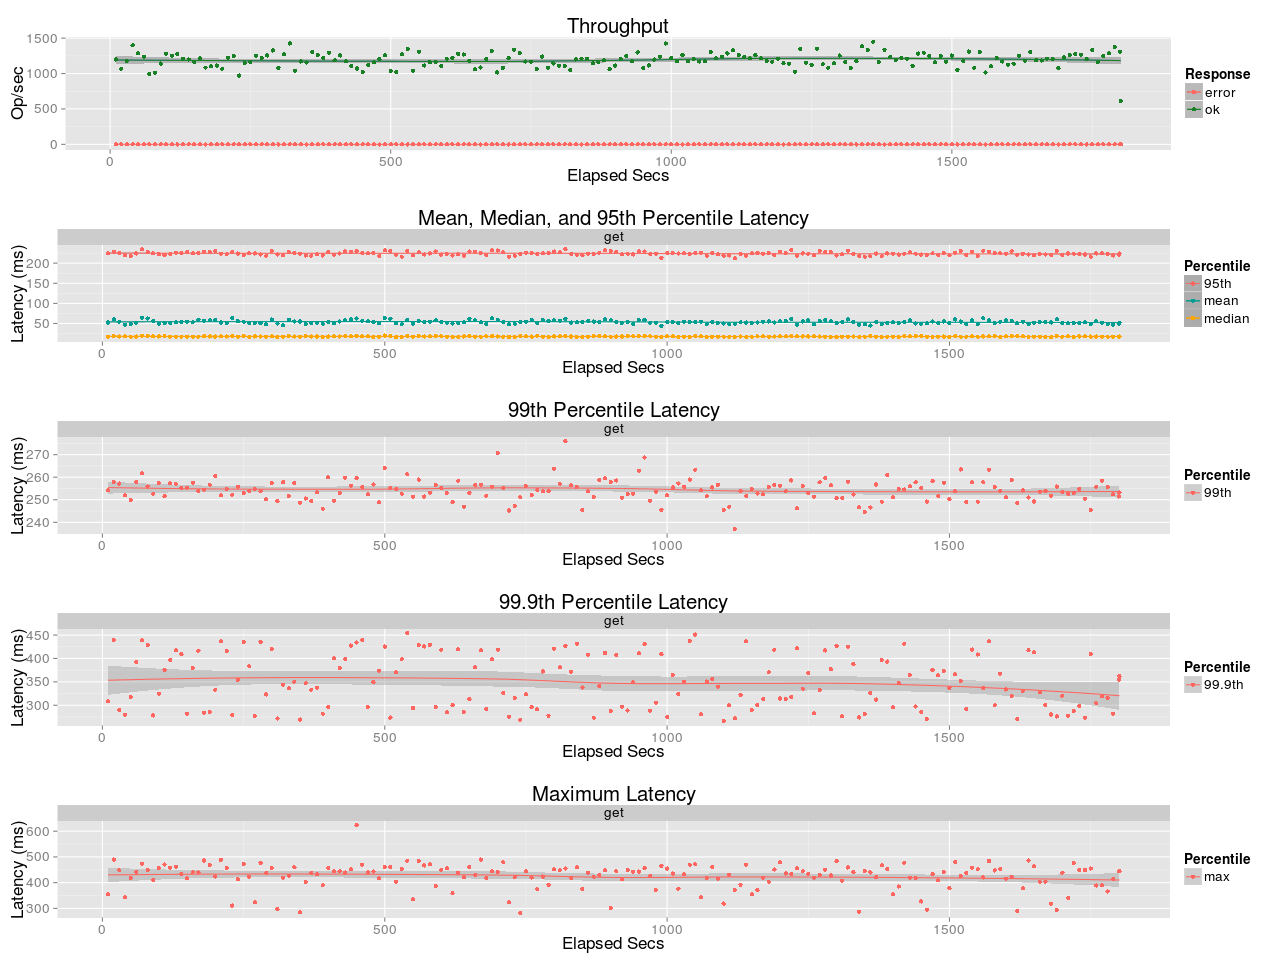 Throughput
1500
1000
500
0
Op/sec
0 500 1000 1500
Elapsed Secs
Response
error
ok
Mean, Median, and 95th Percentile Latency
get
200
150
100
50
Latency (ms)
0 500 1000 1500
Elapsed Secs
Percentile
95th
mean
median
99th Percentile Latency
get
270
260
250
240
Latency (ms)
0 500 1000 1500
Elapsed Secs
Percentile
99th
99.9th Percentile Latency
get
450
400
350
300
Latency (ms)
0 500 1000 1500
Elapsed Secs
Percentile
99.9th
Maximum Latency
get
600
500
400
300
Latency (ms)
0 500 1000 1500
Elapsed Secs
Percentile
max